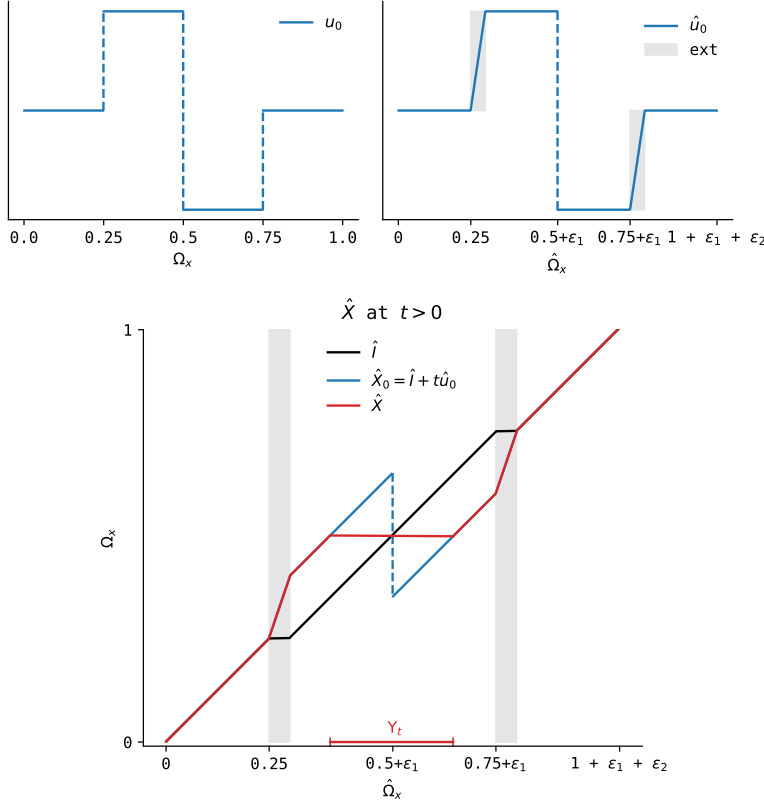 u₀
0.0 0.25 0.5 0.75 1.0
Ωₓ
û₀
ext
0 0.25 0.5+ε₁ 0.75+ε₁ 1 + ε₁ + ε₂
Ω̂ₓ
X̂ at t > 0
Î
X̂₀ = Î + tû₀
X̂
1
Ωₓ
0
Yₜ
0 0.25 0.5+ε₁ 0.75+ε₁ 1 + ε₁ + ε₂
Ω̂ₓ